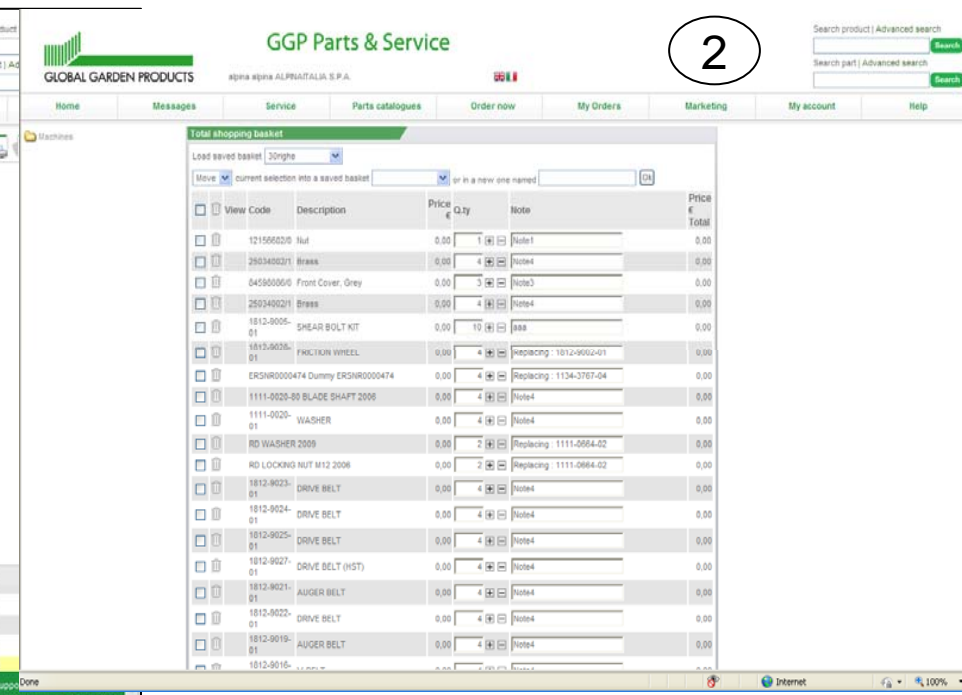 GGP Parts & Service
2
GLOBAL GARDEN PRODUCTS
alpina alpina ALPINAITALIA S.P.A.
Search product | Advanced search
Search
Search part | Advanced search
Search
Home Messages Service Parts catalogues Order now My Orders Marketing My account Help
Machines
Total shopping basket
Load saved basket 30righe
Move current selection into a saved basket or in a new one named Ok
View Code Description Price € Q.ty Note Price € Total
12156602/0 Nut 0,00 1 Note1 0,00
25034002/1 Brass 0,00 4 Note4 0,00
84598086/0 Front Cover, Grey 0,00 3 Note3 0,00
25034002/1 Brass 0,00 4 Note4 0,00
1812-9005-01 SHEAR BOLT KIT 0,00 10 aaa 0,00
1812-9028-01 FRICTION WHEEL 0,00 4 Replacing : 1812-9002-01 0,00
ERSNR0000474 Dummy ERSNR0000474 0,00 4 Replacing : 1134-3767-04 0,00
1111-0020-80 BLADE SHAFT 2006 0,00 4 Note4 0,00
1111-0020-01 WASHER 0,00 4 Note4 0,00
RD WASHER 2009 0,00 2 Replacing : 1111-0664-02 0,00
RD LOCKING NUT M12 2006 0,00 2 Replacing : 1111-0664-02 0,00
1812-9023-01 DRIVE BELT 0,00 4 Note4 0,00
1812-9024-01 DRIVE BELT 0,00 4 Note4 0,00
1812-9025-01 DRIVE BELT 0,00 4 Note4 0,00
1812-9027-01 DRIVE BELT (HST) 0,00 4 Note4 0,00
1812-9021-01 AUGER BELT 0,00 4 Note4 0,00
1812-9022-01 DRIVE BELT 0,00 4 Note4 0,00
1812-9019-01 AUGER BELT 0,00 4 Note4 0,00
1812-9016-
Done Internet 100%